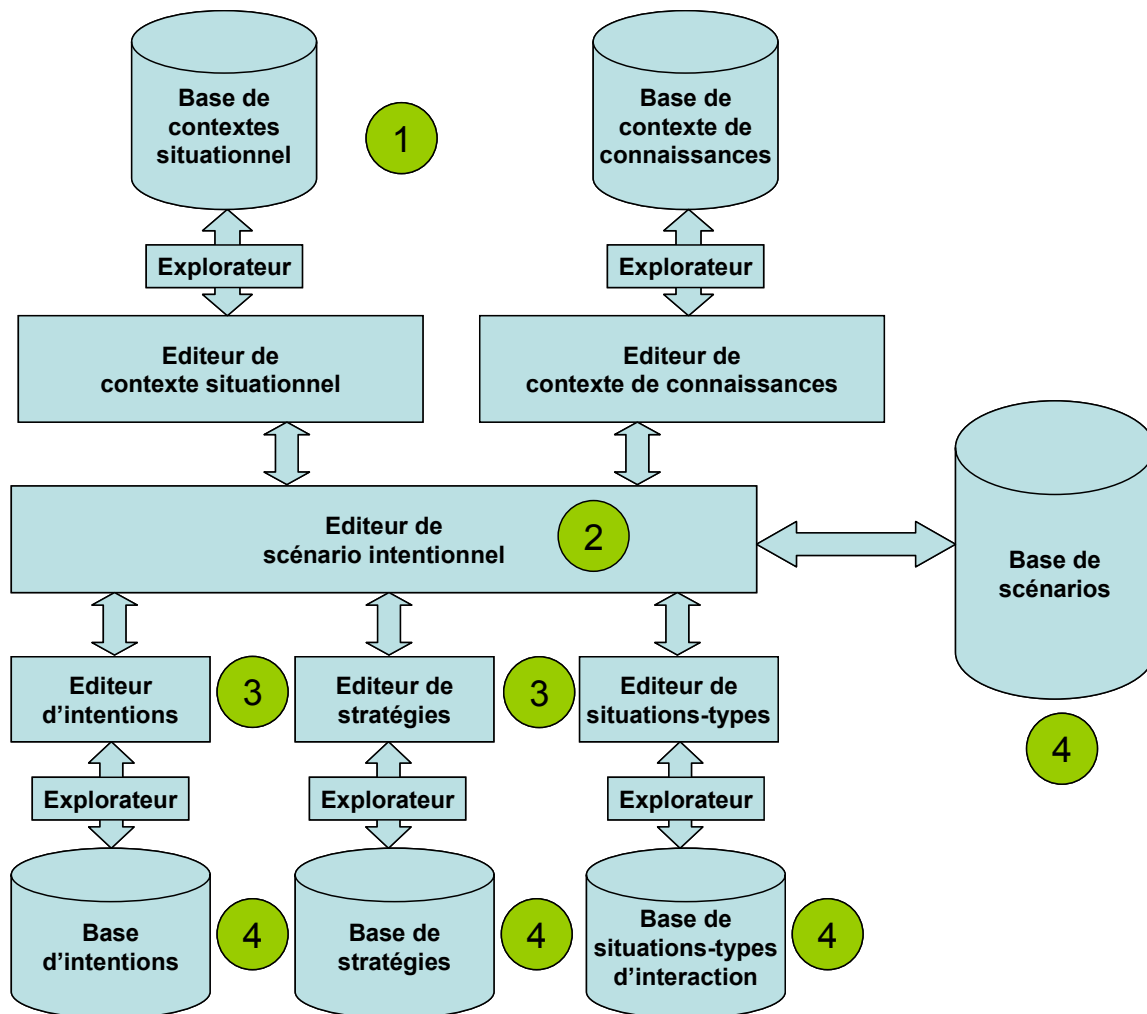 Base de
contextes
situationnel
1
Base de
contexte de
connaissances
Explorateur
Explorateur
Editeur de
contexte situationnel
Editeur de
contexte de connaissances
Editeur de
scénario intentionnel
2
Base de
scénarios
4
Editeur
d’intentions
3
Editeur de
stratégies
3
Editeur de
situations-types
Explorateur
Explorateur
Explorateur
Base
d’intentions
4
Base de
stratégies
4
Base de
situations-types
d’interaction
4